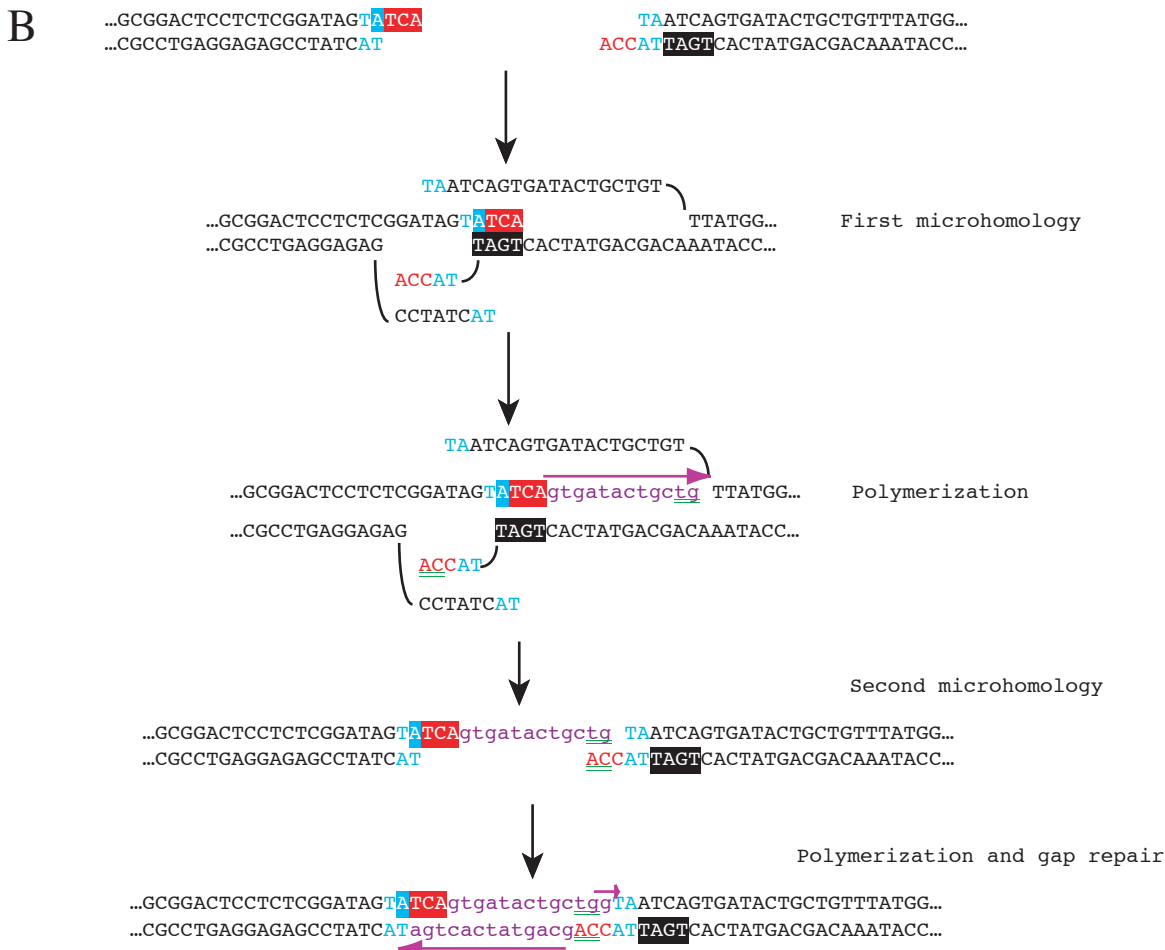 B
...GCGGACTCCTCTCGGATAGTATCA TAATCAGTGATACTGCTGTTTATGG...
...CGCCTGAGGAGAGCCTATCAT ACCATTAGTCACTATGACGACAAATACC...
TAATCAGTGATACTGCTGT
...GCGGACTCCTCTCGGATAGTATCA TTATGG... First microhomology
...CGCCTGAGGAGAG TAGTCACTATGACGACAAATACC...
ACCAT
CCTATCAT
TAATCAGTGATACTGCTGT
...GCGGACTCCTCTCGGATAGTATCAgtgatactgctg TTATGG... Polymerization
...CGCCTGAGGAGAG TAGTCACTATGACGACAAATACC...
ACCAT
CCTATCAT
Second microhomology
...GCGGACTCCTCTCGGATAGTATCAgtgatactgctg TAATCAGTGATACTGCTGTTTATGG...
...CGCCTGAGGAGAGCCTATCAT ACCATTAGTCACTATGACGACAAATACC...
Polymerization and gap repair
...GCGGACTCCTCTCGGATAGTATCAgtgatactgctggTAATCAGTGATACTGCTGTTTATGG...
...CGCCTGAGGAGAGCCTATCATagtcactatgacgACCATTAGTCACTATGACGACAAATACC...